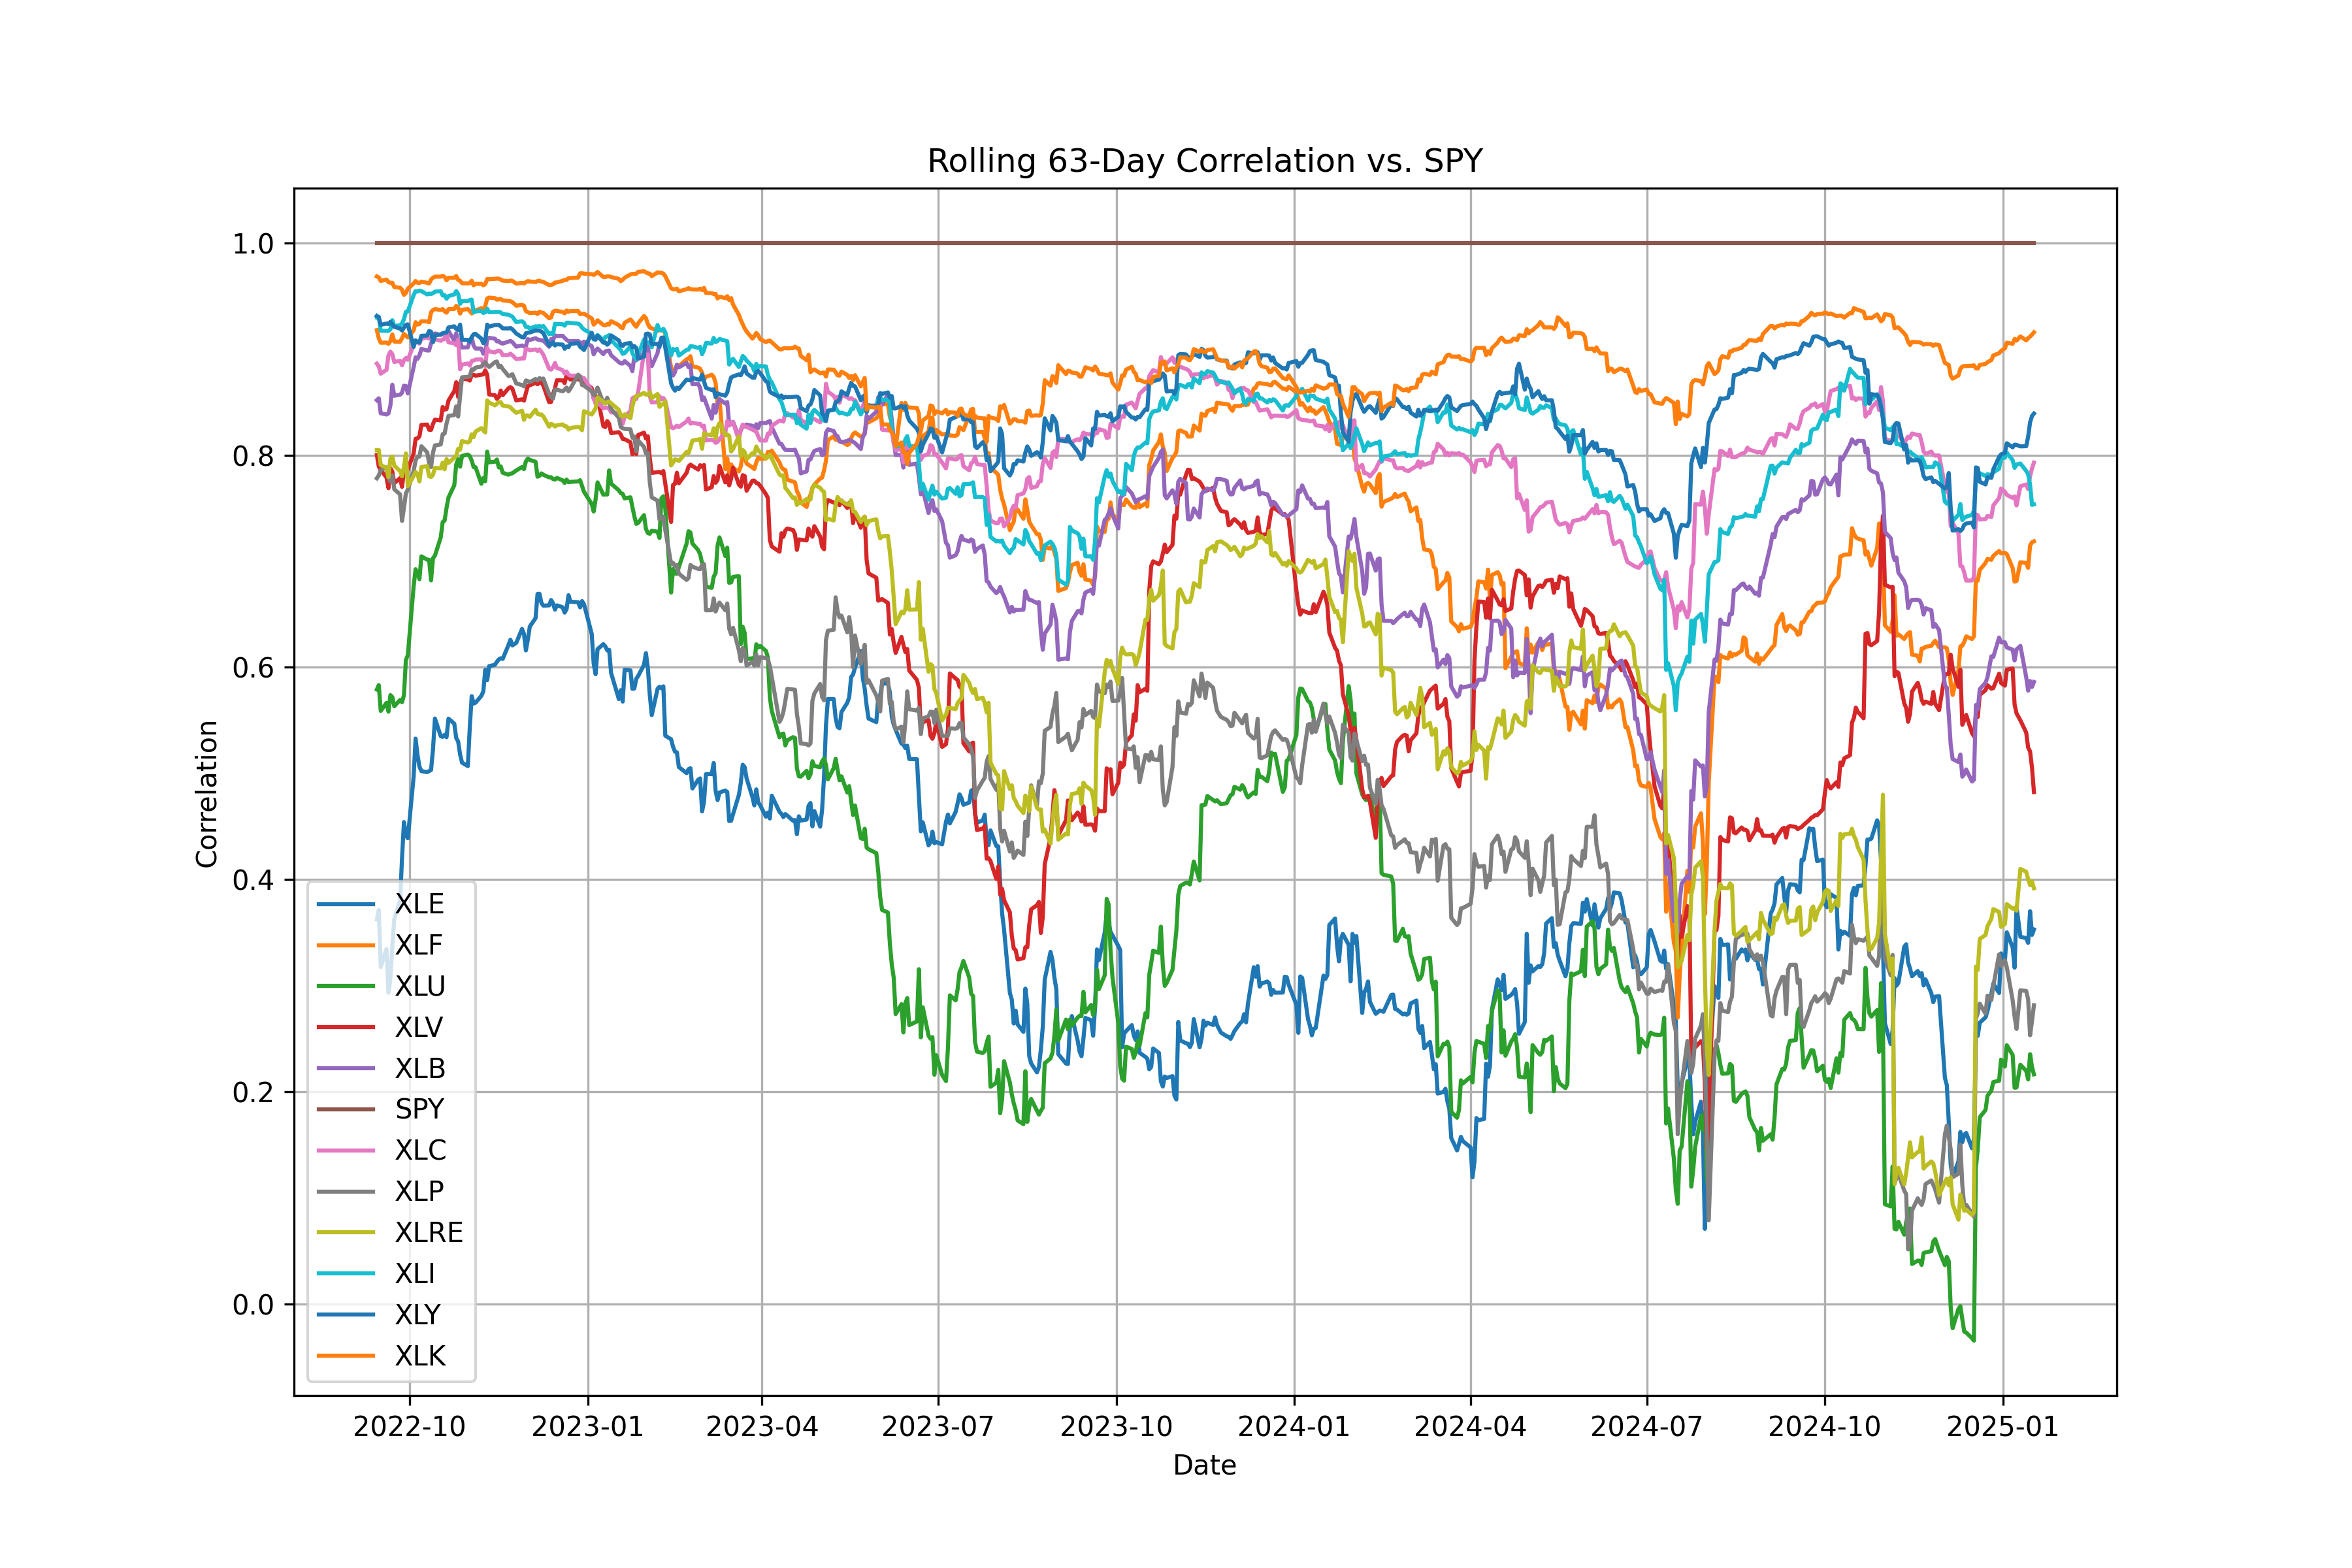 Rolling 63-Day Correlation vs. SPY
1.0
0.8
0.6
0.4
0.2
0.0
Correlation
XLE
XLF
XLU
XLV
XLB
SPY
XLC
XLP
XLRE
XLI
XLY
XLK
2022-10 2023-01 2023-04 2023-07 2023-10 2024-01 2024-04 2024-07 2024-10 2025-01
Date